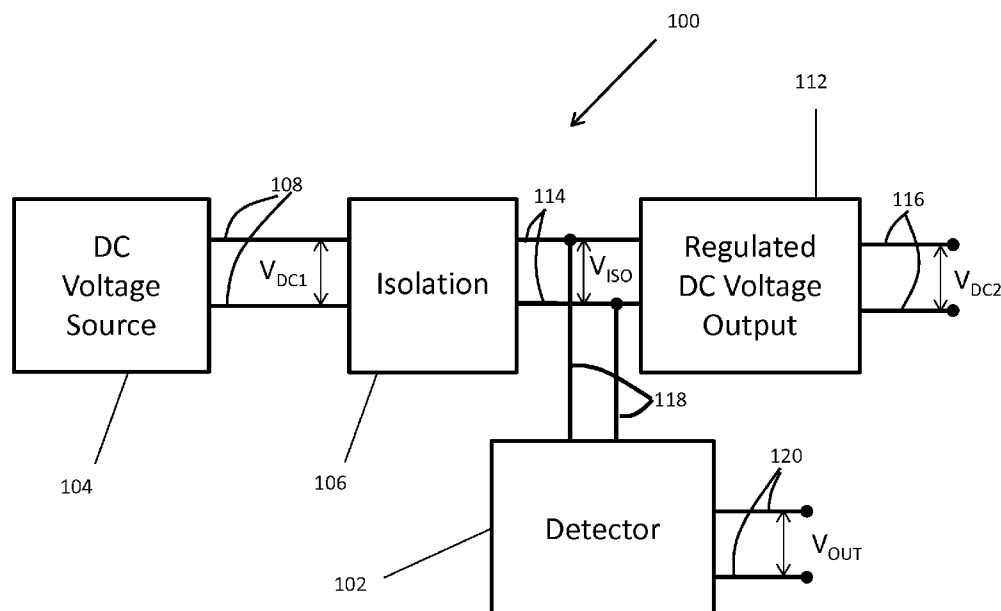 100
112
108
114
116
DC
Voltage
Source
V_DC1
Isolation
V_ISO
Regulated
DC Voltage
Output
V_DC2
118
104
106
120
Detector
V_OUT
102